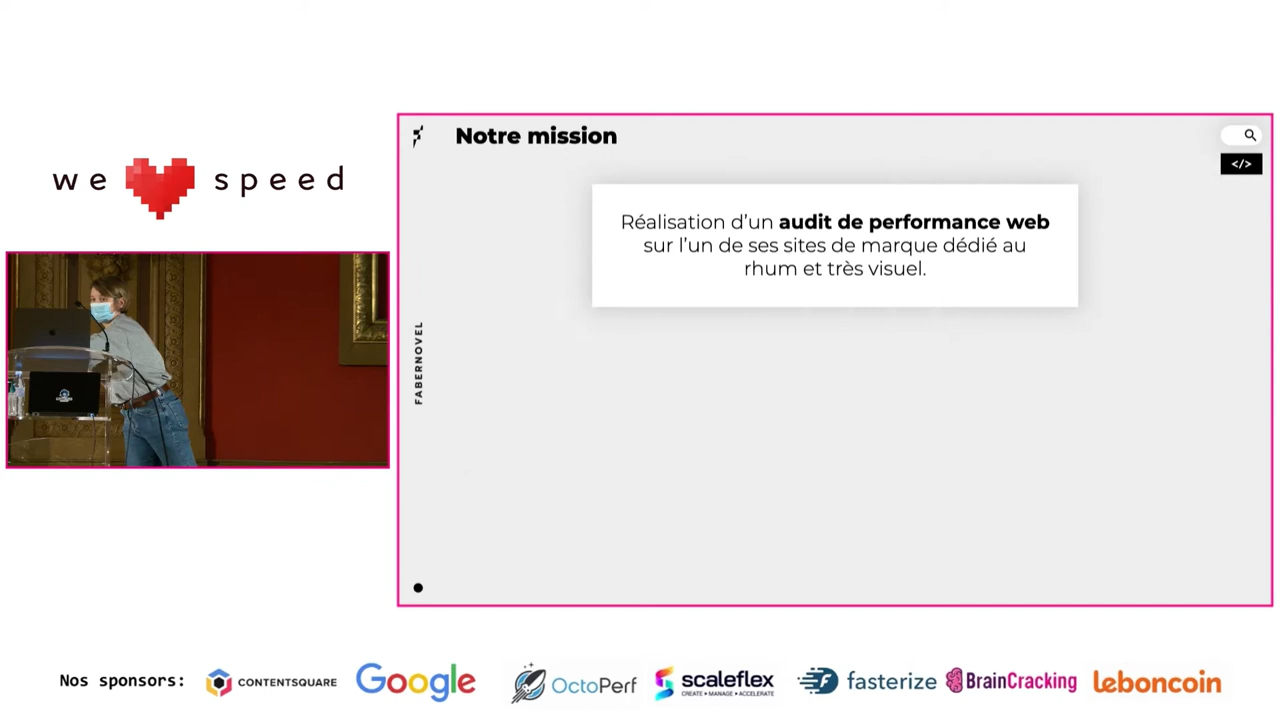 we speed
Notre mission
</>
Réalisation d’un audit de performance web
sur l’un de ses sites de marque dédié au
rhum et très visuel.
FABERNOVEL
Nos sponsors:
CONTENTSQUARE
Google
OctoPerf
scaleflex
CREATE • MANAGE • ACCELERATE
fasterize
BrainCracking
leboncoin